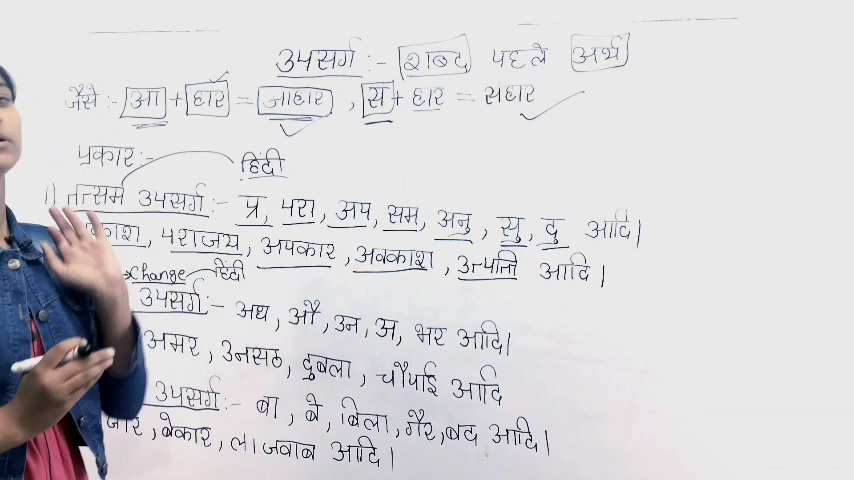 उपसर्ग :- शब्द पहले अर्थ
जैसे :- आ + हार = आहार , स + हार = सहार
प्रकार :- हिंदी
1) तत्सम उपसर्ग :- प्र, परा, अप, सम, अनु, सु, दु आदि।
पराजय, अपकार, अवकाश, उत्पत्ति आदि।
change हिंदी
उपसर्ग :- अध, औ, उन, अ, भर आदि।
अमर, उनसठ, दुबला, चौपाई आदि
उपसर्ग :- बा, बे, बिला, गैर, बद आदि।
बेकार, लाजवाब आदि।